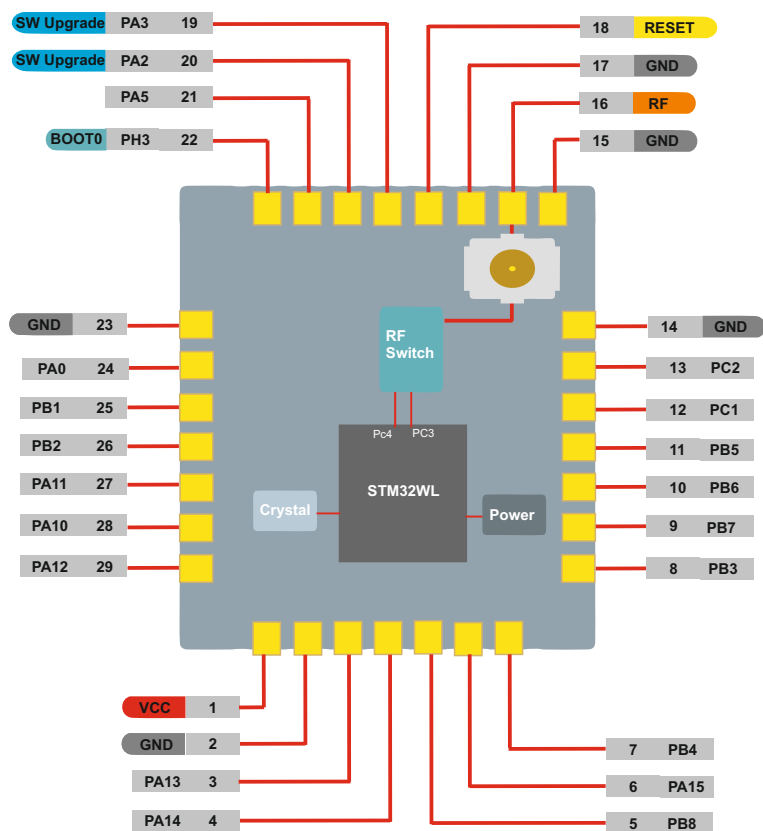 SW Upgrade PA3 19
SW Upgrade PA2 20
PA5 21
BOOT0 PH3 22
18 RESET
17 GND
16 RF
15 GND
GND 23
PA0 24
PB1 25
PB2 26
PA11 27
PA10 28
PA12 29
RF
Switch
Pc4 PC3
STM32WL
Crystal
Power
14 GND
13 PC2
12 PC1
11 PB5
10 PB6
9 PB7
8 PB3
VCC 1
GND 2
PA13 3
PA14 4
7 PB4
6 PA15
5 PB8